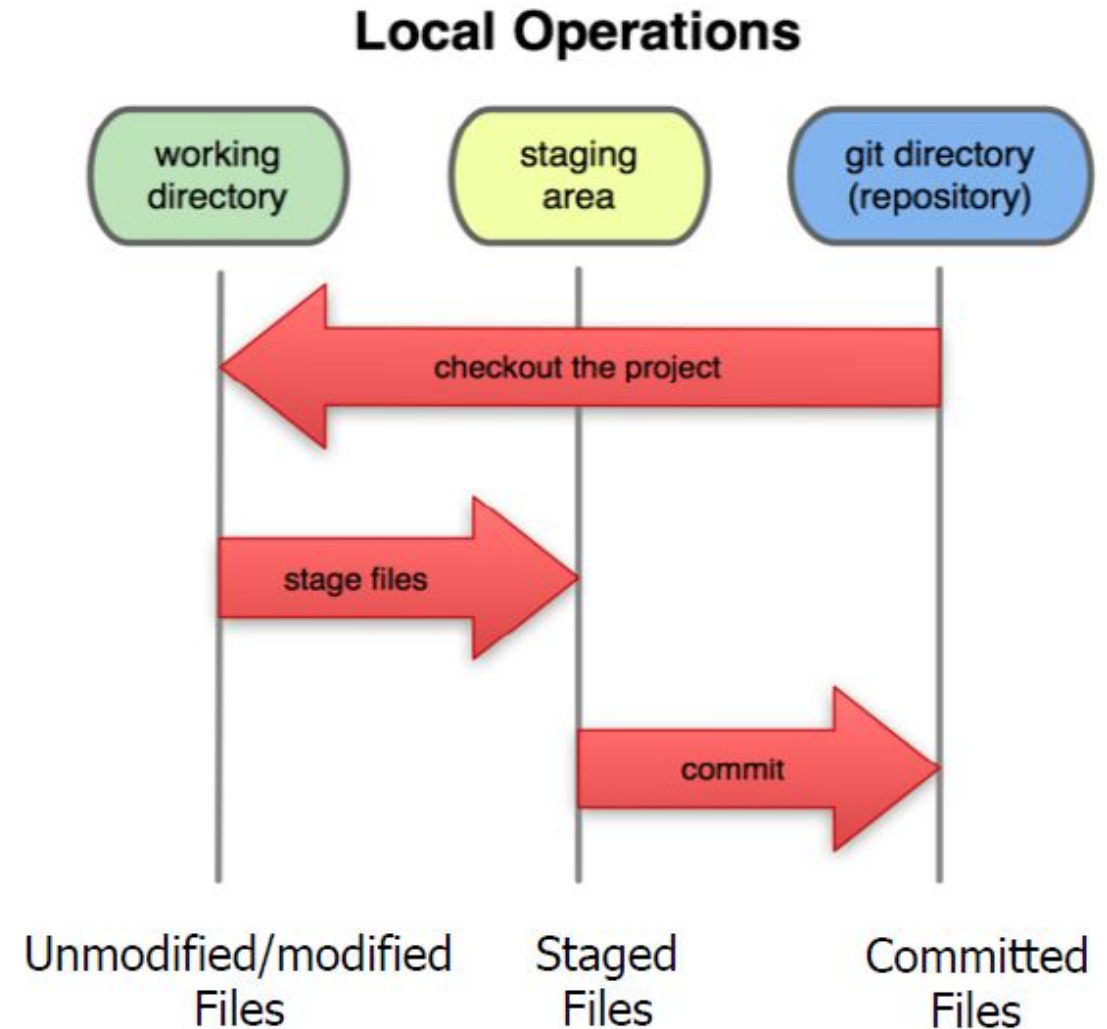 Local Operations
working
directory
staging
area
git directory
(repository)
checkout the project
stage files
commit
Unmodified/modified
Files
Staged
Files
Committed
Files